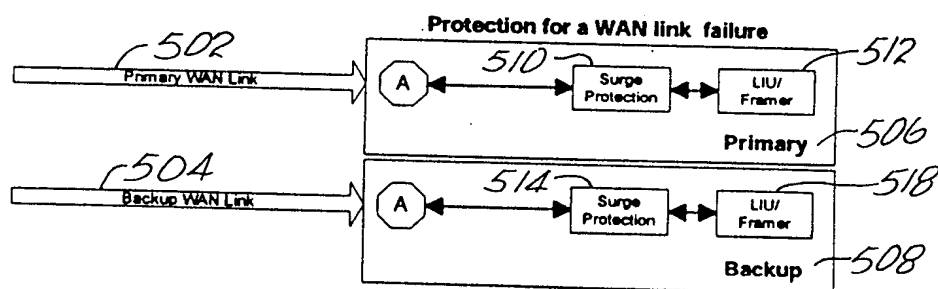 Protection for a WAN link failure
502
Primary WAN Link
A
510
Surge
Protection
512
LIU/
Framer
Primary
506
504
Backup WAN Link
A
514
Surge
Protection
518
LIU/
Framer
Backup
508